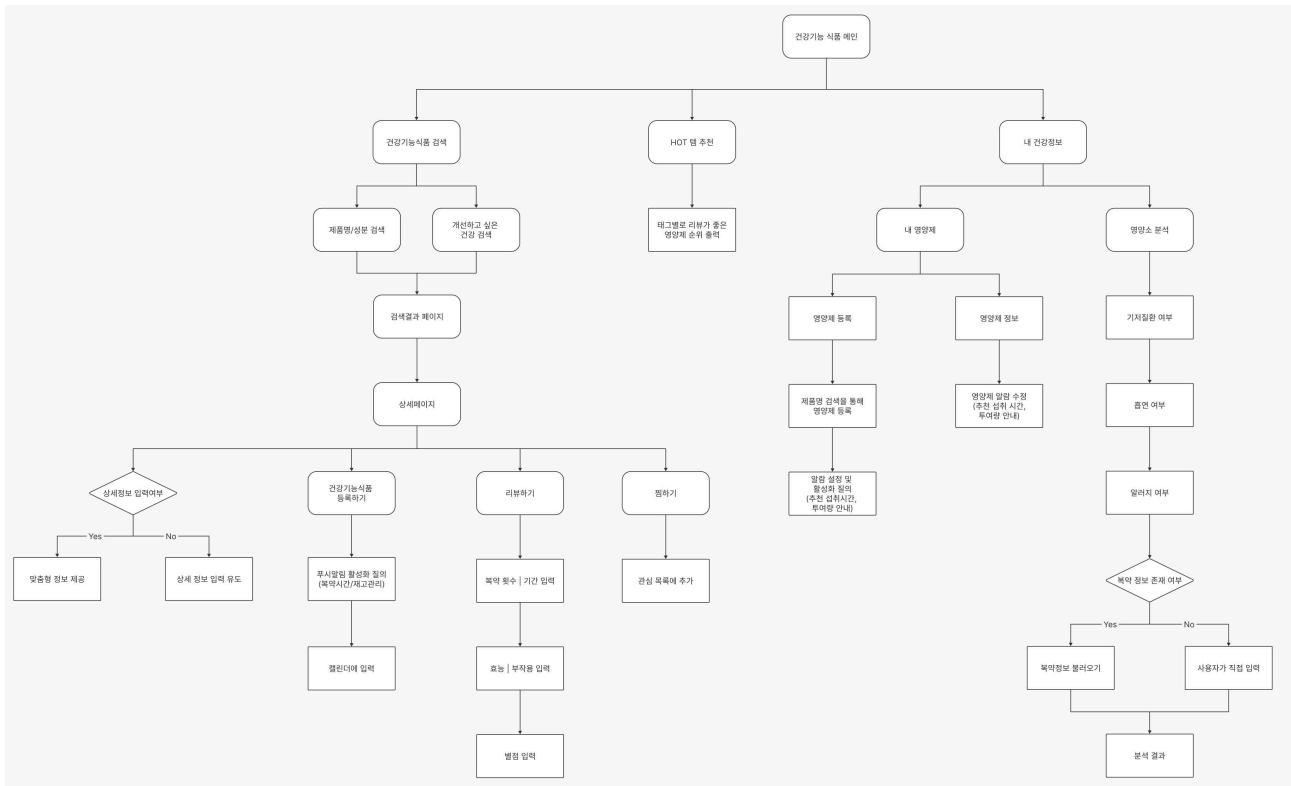 건강기능 식품 메인
건강기능식품 검색
HOT 템 추천
내 건강정보
제품명/성분 검색
개선하고 싶은
건강 검색
태그별로 리뷰가 좋은
영양제 순위 출력
내 영양제
영양소 분석
검색결과 페이지
영양제 등록
영양제 정보
기저질환 여부
상세페이지
제품명 검색을 통해
영양제 등록
영양제 알람 수정
(추천 섭취 시간,
투여량 안내)
흡연 여부
상세정보 입력여부
건강기능식품
등록하기
리뷰하기
찜하기
알람 설정 및
활성화 질의
(추천 섭취시간,
투여량 안내)
알러지 여부
Yes
No
맞춤형 정보 제공
상세 정보 입력 유도
푸시알림 활성화 질의
(복약시간/재고관리)
복약 횟수 | 기간 입력
관심 목록에 추가
복약 정보 존재 여부
Yes
No
캘린더에 입력
효능 | 부작용 입력
복약정보 불러오기
사용자가 직접 입력
별점 입력
분석 결과